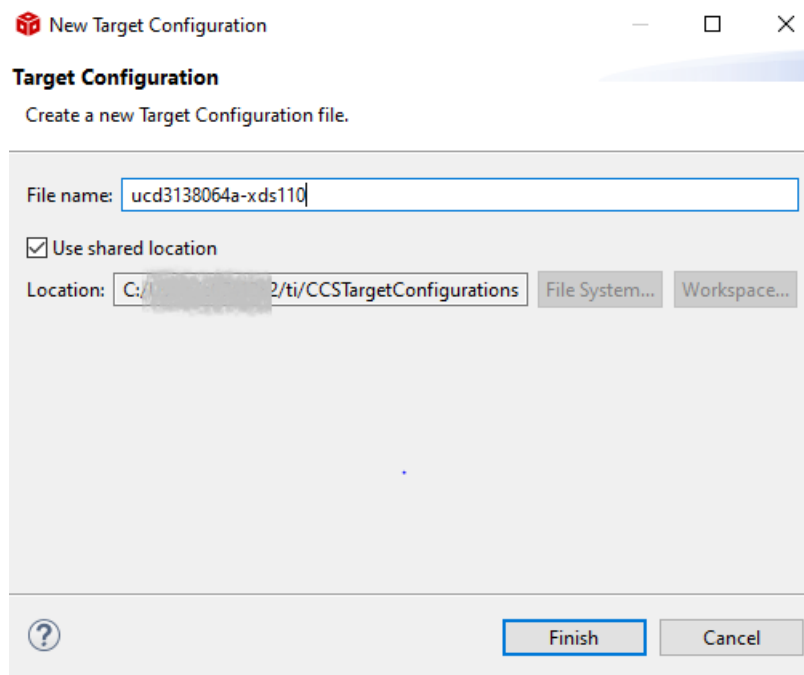 New Target Configuration
Target Configuration
Create a new Target Configuration file.
File name: ucd3138064a-xds110
Use shared location
Location: C:/ 2/ti/CCSTargetConfigurations File System... Workspace...
Finish Cancel